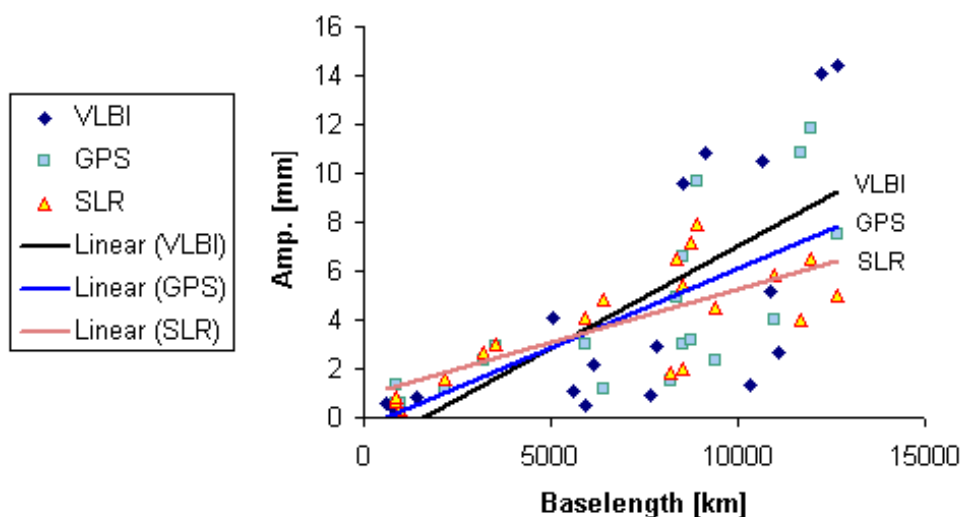 VLBI
GPS
SLR
Linear (VLBI)
Linear (GPS)
Linear (SLR)
Amp. [mm]
16
14
12
10
8
6
4
2
0
VLBI
GPS
SLR
0 5000 10000 15000
Baselength [km]